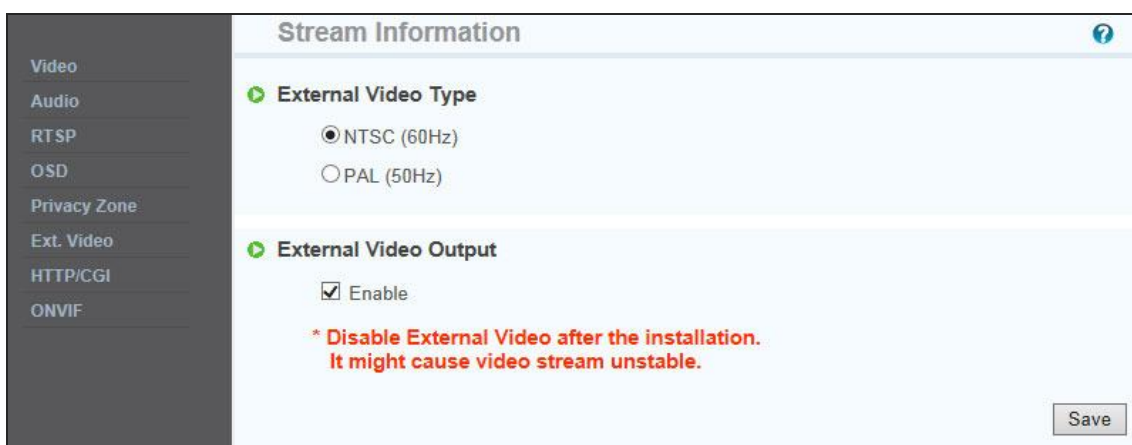 Stream Information
?
Video
Audio
RTSP
OSD
Privacy Zone
Ext. Video
HTTP/CGI
ONVIF
External Video Type
NTSC (60Hz)
PAL (50Hz)
External Video Output
Enable
* Disable External Video after the installation.
It might cause video stream unstable.
Save